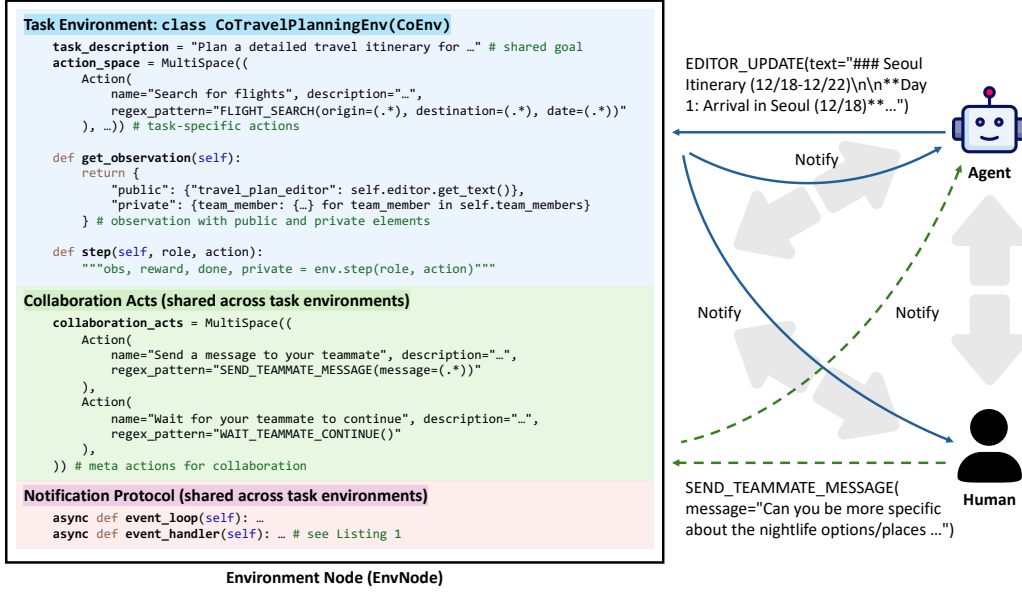 Task Environment: class CoTravelPlanningEnv(CoEnv)
task_description = "Plan a detailed travel itinerary for …" # shared goal
action_space = MultiSpace((
Action(
name="Search for flights", description="…",
regex_pattern="FLIGHT_SEARCH(origin=(.*), destination=(.*), date=(.*))"
), …)) # task-specific actions
def get_observation(self):
return {
"public": {"travel_plan_editor": self.editor.get_text()},
"private": {team_member: {…} for team_member in self.team_members}
} # observation with public and private elements
def step(self, role, action):
"""obs, reward, done, private = env.step(role, action)"""
Collaboration Acts (shared across task environments)
collaboration_acts = MultiSpace((
Action(
name="Send a message to your teammate", description="…",
regex_pattern="SEND_TEAMMATE_MESSAGE(message=(.*))"
),
Action(
name="Wait for your teammate to continue", description="…",
regex_pattern="WAIT_TEAMMATE_CONTINUE()"
),
)) # meta actions for collaboration
Notification Protocol (shared across task environments)
async def event_loop(self): …
async def event_handler(self): … # see Listing 1
Environment Node (EnvNode)
EDITOR_UPDATE(text="### Seoul
Itinerary (12/18-12/22)\n\n**Day
1: Arrival in Seoul (12/18)**…")
Notify
Agent
Notify
Notify
Human
SEND_TEAMMATE_MESSAGE(
message="Can you be more specific
about the nightlife options/places …")